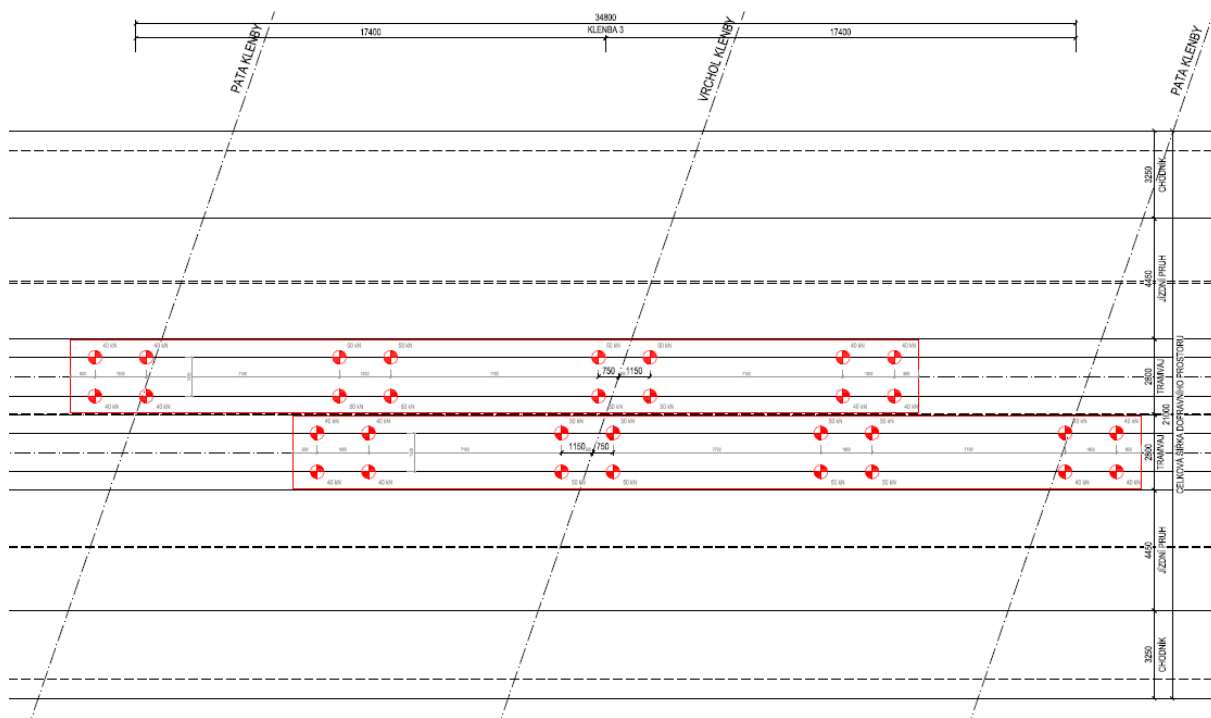 34800
KLENBA 3
17400
17400
PATA KLENBY
VRCHOL KLENBY
PATA KLENBY
3250
CHODNÍK
4450
JÍZDNÍ PRUH
2600
TRAMVAJ
21000
CELKOVÁ ŠÍŘKA DOPRAVNÍHO PROSTORU
2600
TRAMVAJ
4450
JÍZDNÍ PRUH
3250
CHODNÍK
40 kN
40 kN
50 kN
50 kN
50 kN
50 kN
40 kN
40 kN
750
1150
40 kN
40 kN
50 kN
50 kN
50 kN
50 kN
40 kN
40 kN
40 kN
40 kN
50 kN
50 kN
50 kN
50 kN
40 kN
1150
750
40 kN
40 kN
50 kN
50 kN
50 kN
50 kN
40 kN
40 kN